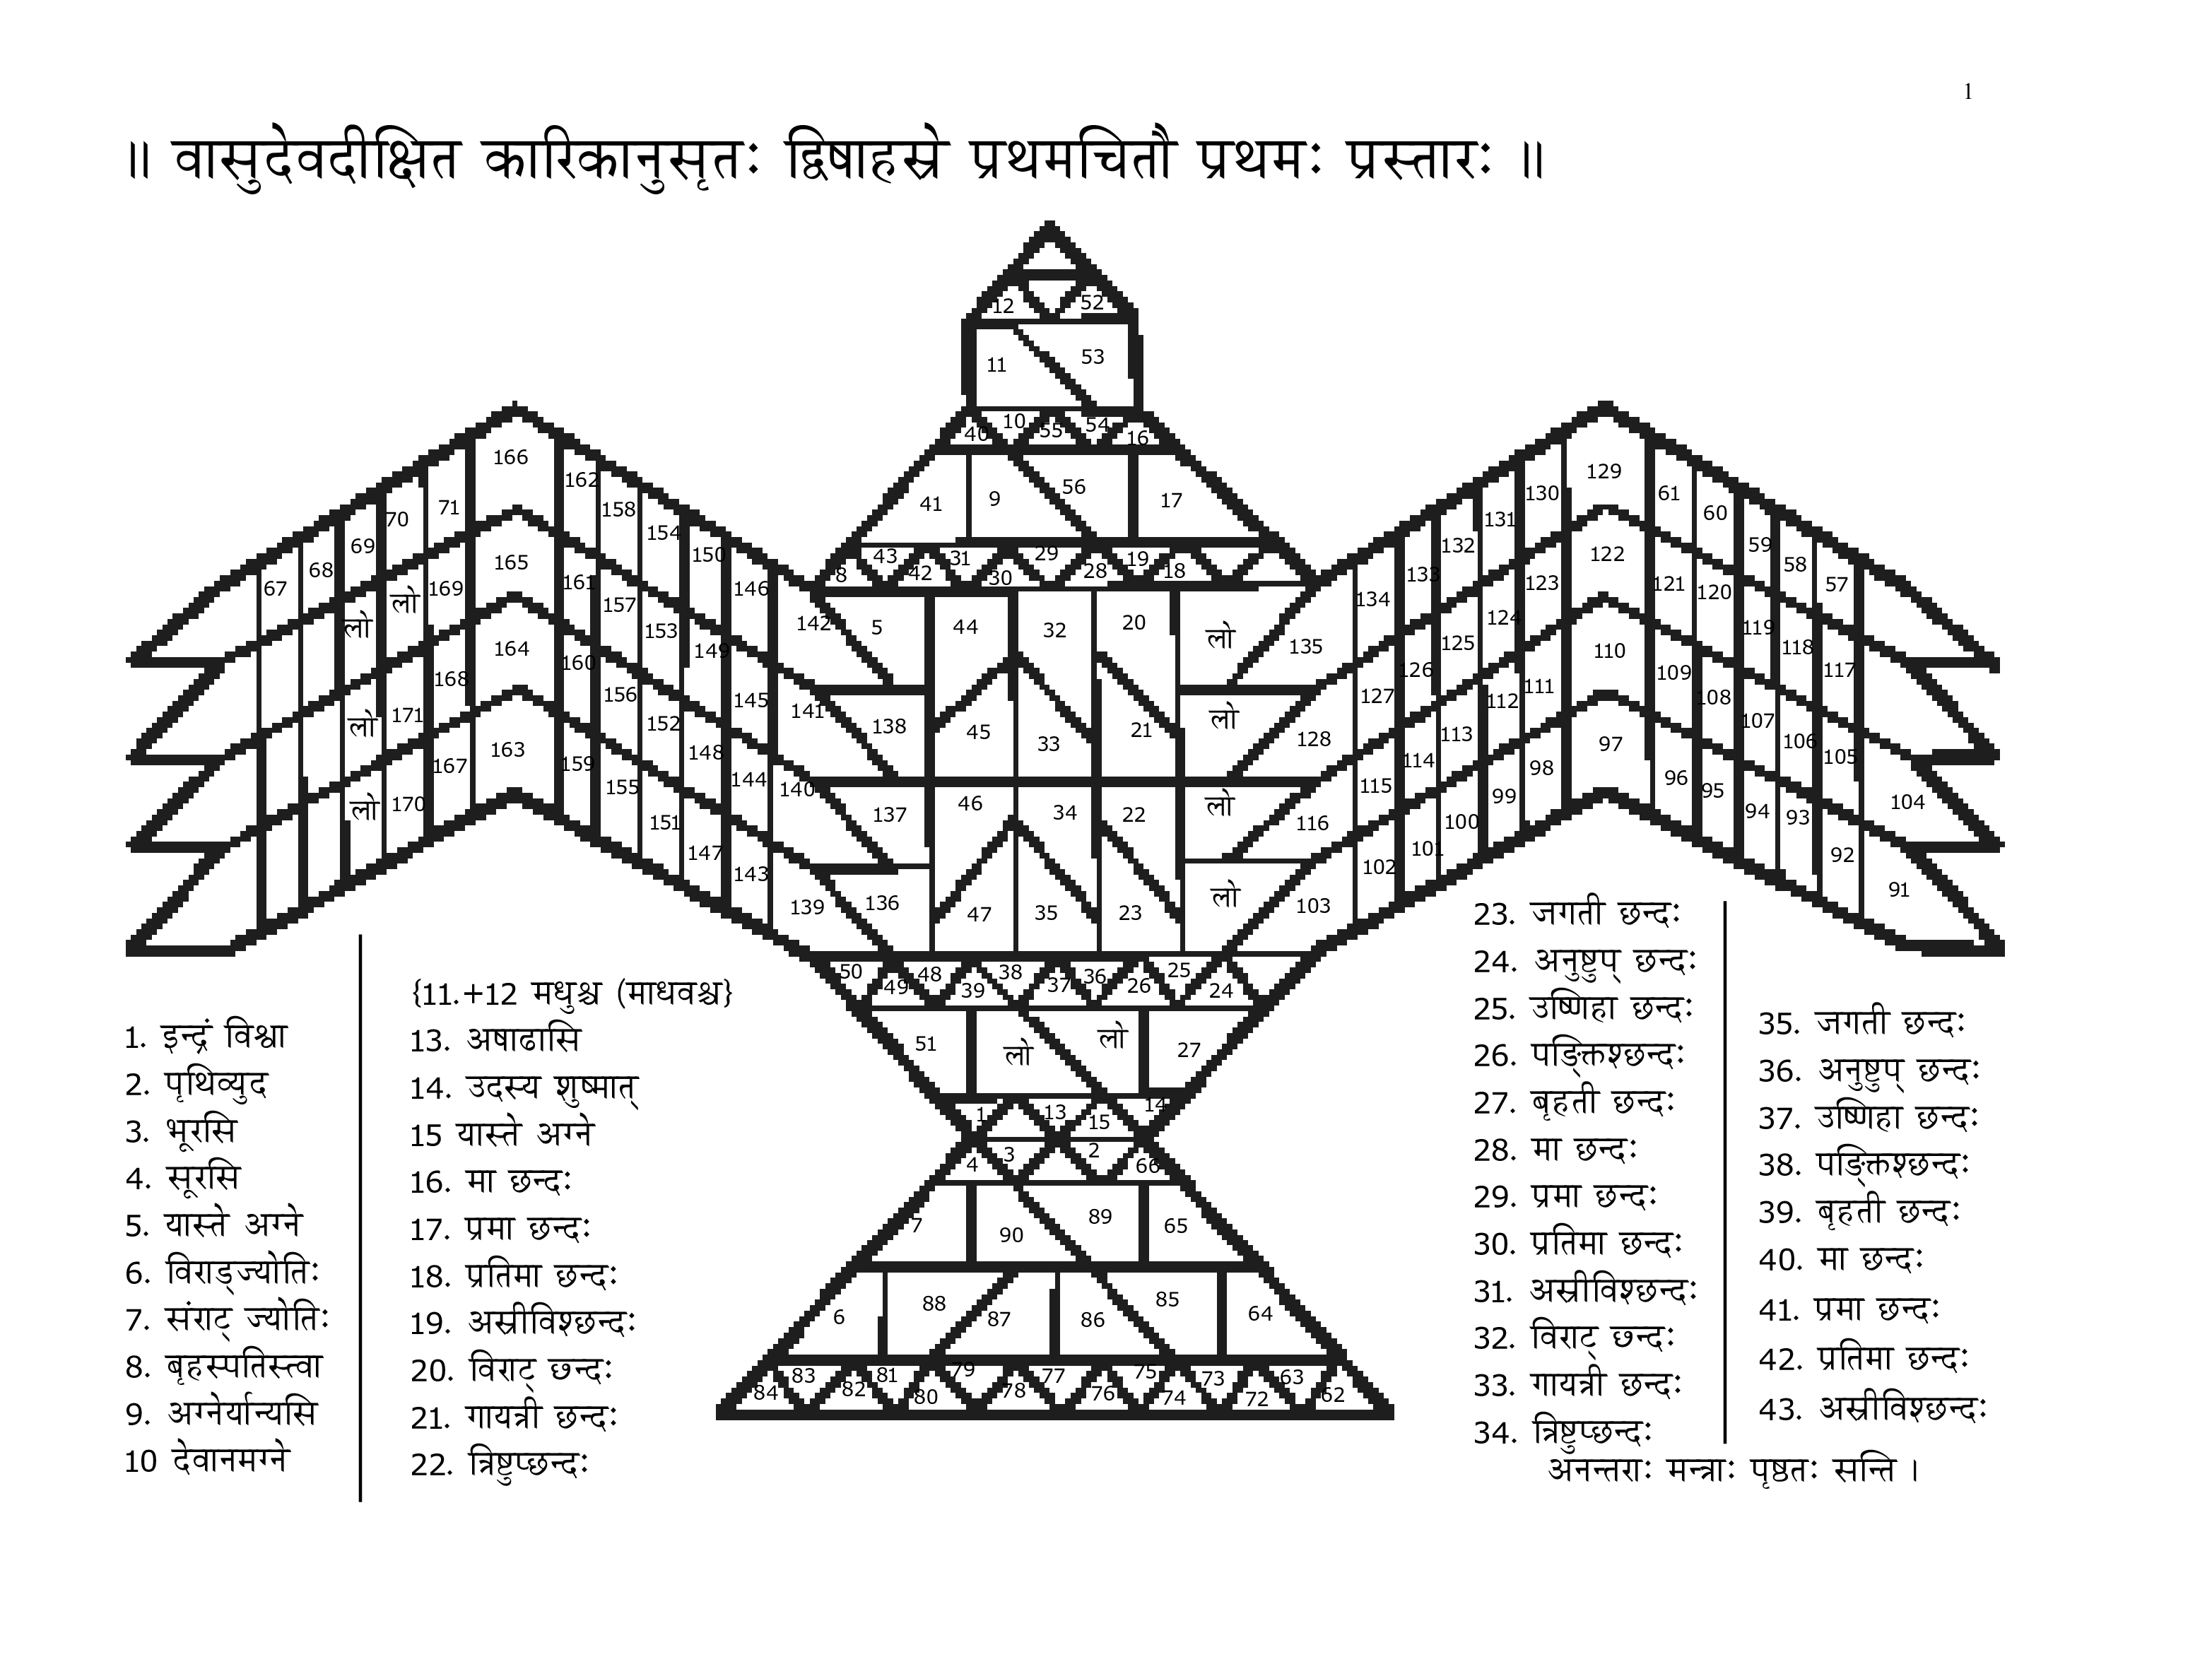 1
॥ वासुदेवदीक्षित कारिकानुसृतः द्विषाहस्रे प्रथमचितौ प्रथमः प्रस्तारः ॥
12 52
11 53
10 54
40 55 16
41 9 56 17
43 31 29 19
8 42 30 28 18
166 162 158 154 150 146 142
71 70 69 68 67
165 161 157 153 149 145 141
169 लो लो
164 160 156 152 148 144 140
168 171 लो
163 159 155 151 147 143 139
167 170 लो
5 44 32 20 लो 135
138 45 33 21 लो 128
137 46 34 22 लो 116
136 47 35 23 लो 103
134 133 132 131 130 129 61 60 59 58 57
127 126 125 124 123 122 121 120 119 118 117
115 114 113 112 111 110 109 108 107 106 105 104
102 101 100 99 98 97 96 95 94 93 92 91
50 48 38 36 25
49 39 37 26 24
51 लो लो 27
1 13 15 14
4 3 2 66
7 90 89 65
6 88 87 86 85 64
83 81 79 77 75 73 63
84 82 80 78 76 74 72 62
1. इन्द्रं विश्वा
2. पृथिव्युद
3. भूरसि
4. सूरसि
5. यास्ते अग्ने
6. विराड्ज्योतिः
7. संराट् ज्योतिः
8. बृहस्पतिस्त्वा
9. अग्नेर्यान्यसि
10 देवानमग्ने
{11.+12 मधुश्च (माधवश्च}
13. अषाढासि
14. उदस्य शुष्मात्
15 यास्ते अग्ने
16. मा छन्दः
17. प्रमा छन्दः
18. प्रतिमा छन्दः
19. अस्रीविश्छन्दः
20. विराट् छन्दः
21. गायत्री छन्दः
22. त्रिष्टुप्छन्दः
23. जगती छन्दः
24. अनुष्टुप् छन्दः
25. उष्णिहा छन्दः
26. पङ्क्तिश्छन्दः
27. बृहती छन्दः
28. मा छन्दः
29. प्रमा छन्दः
30. प्रतिमा छन्दः
31. अस्रीविश्छन्दः
32. विराट् छन्दः
33. गायत्री छन्दः
34. त्रिष्टुप्छन्दः
35. जगती छन्दः
36. अनुष्टुप् छन्दः
37. उष्णिहा छन्दः
38. पङ्क्तिश्छन्दः
39. बृहती छन्दः
40. मा छन्दः
41. प्रमा छन्दः
42. प्रतिमा छन्दः
43. अस्रीविश्छन्दः
अनन्तराः मन्त्राः पृष्ठतः सन्ति ।